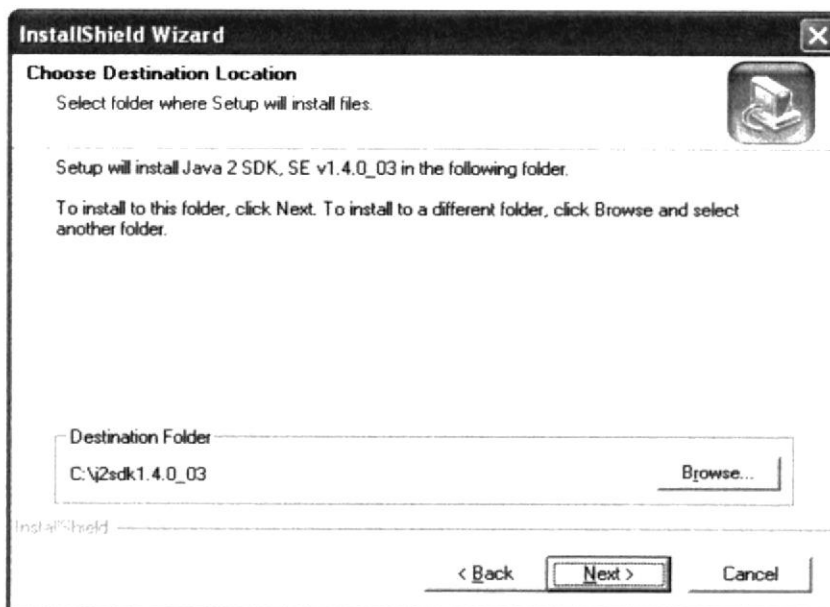 InstallShield Wizard
Choose Destination Location
Select folder where Setup will install files.
Setup will install Java 2 SDK, SE v1.4.0_03 in the following folder.
To install to this folder, click Next. To install to a different folder, click Browse and select
another folder.
Destination Folder
C:\j2sdk1.4.0_03
Browse...
InstallShield
< Back
Next >
Cancel